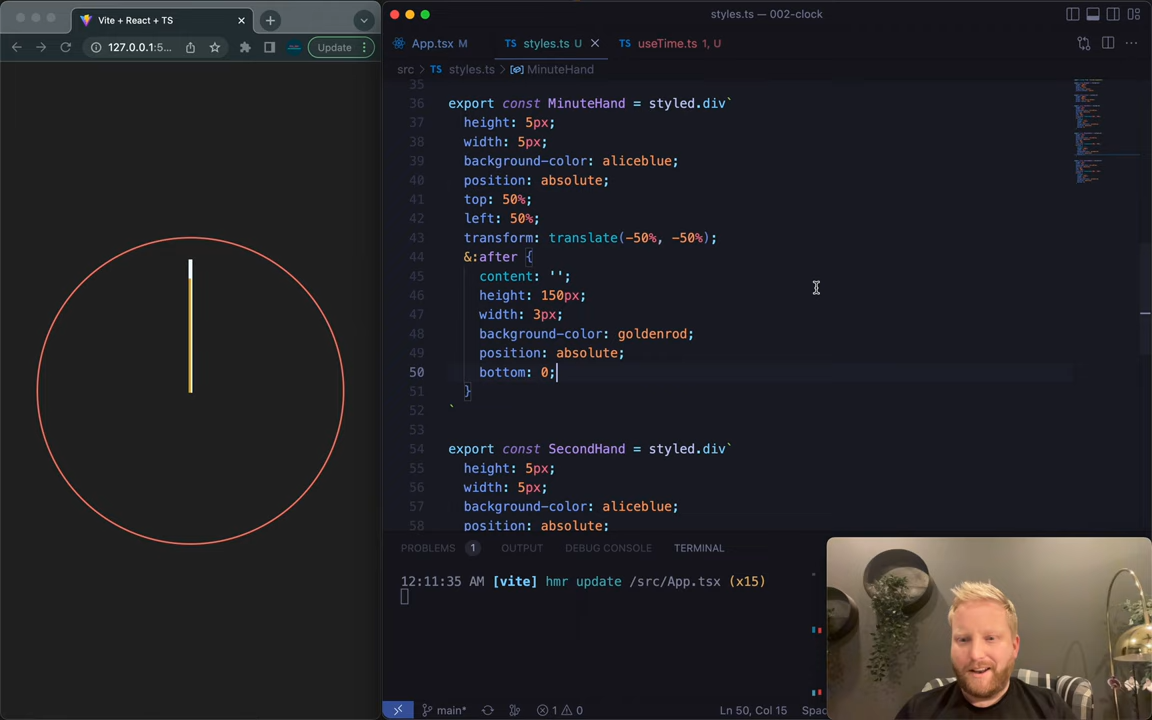 Vite + React + TS
styles.ts — 002-clock
127.0.0.1:5...
Update
App.tsx M
TS styles.ts U
TS useTime.ts 1, U
src > TS styles.ts > MinuteHand
35
36 export const MinuteHand = styled.div`
37 height: 5px;
38 width: 5px;
39 background-color: aliceblue;
40 position: absolute;
41 top: 50%;
42 left: 50%;
43 transform: translate(-50%, -50%);
44 &:after {
45 content: '';
46 height: 150px;
47 width: 3px;
48 background-color: goldenrod;
49 position: absolute;
50 bottom: 0;
51 }
52 `
53
54 export const SecondHand = styled.div`
55 height: 5px;
56 width: 5px;
57 background-color: aliceblue;
58 position: absolute;
PROBLEMS 1 OUTPUT DEBUG CONSOLE TERMINAL
12:11:35 AM [vite] hmr update /src/App.tsx (x15)
main* 1 0 Ln 50, Col 15 Spac